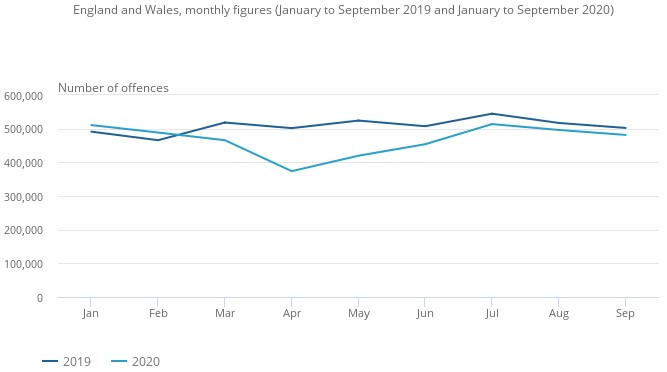 England and Wales, monthly figures (January to September 2019 and January to September 2020)
Number of offences
600,000
500,000
400,000
300,000
200,000
100,000
0
Jan Feb Mar Apr May Jun Jul Aug Sep
2019 2020